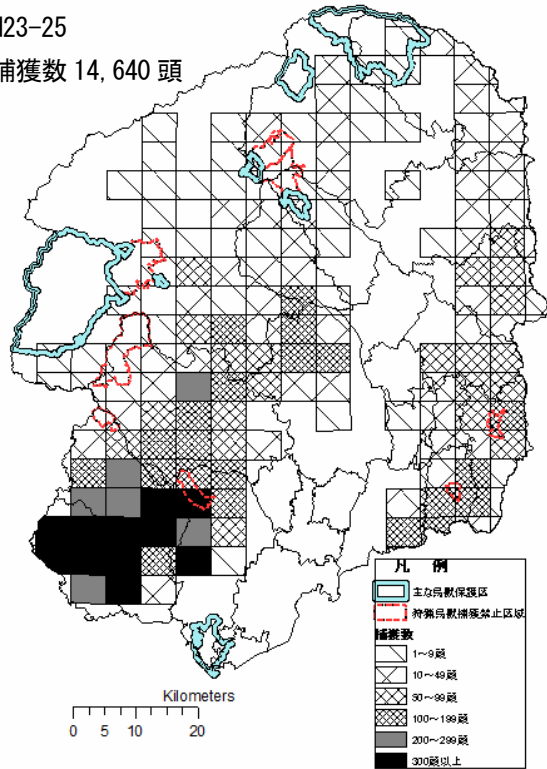 H23-25
捕獲数 14,640 頭
凡 例
主な鳥獣保護区
狩猟鳥獣捕獲禁止区域
捕獲数
1～9頭
10～49頭
50～99頭
100～199頭
200～299頭
300頭以上
Kilometers
0 5 10 20